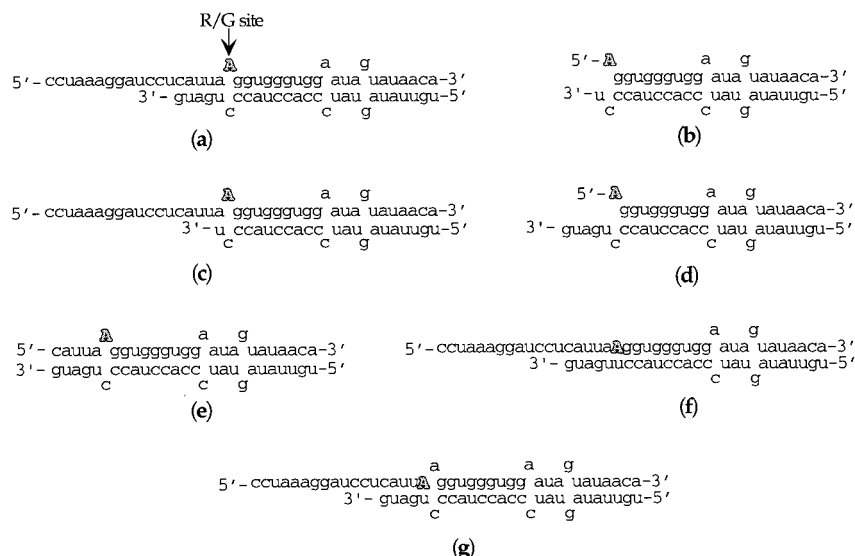 R/G site
A a g
5′- ccuaaaggauccucauua ggugggugg aua uauaaca-3′
3'- guagu ccauccacc uau auauugu-5′
c c g
(a)
5′- A a g
ggugggugg aua uauaaca-3′
3'-u ccauccacc uau auauugu-5′
c c g
(b)
A a g
5′- ccuaaaggauccucauua ggugggugg aua uauaaca-3′
3'-u ccauccacc uau auauugu-5′
c c g
(c)
5′-A a g
ggugggugg aua uauaaca-3′
3'- guagu ccauccacc uau auauugu-5′
c c g
(d)
A a g
5′- cauua ggugggugg aua uauaaca-3′
3'- guagu ccauccacc uau auauugu-5′
c c g
(e)
a g
5′- ccuaaaggauccucauuaAggugggugg aua uauaaca-3′
3'- guaguuccauccacc uau auauugu-5′
c g
(f)
a a g
5′- ccuaaaggauccucauuA ggugggugg aua uauaaca-3′
3'- guagu ccauccacc uau auauugu-5′
c c g
(g)